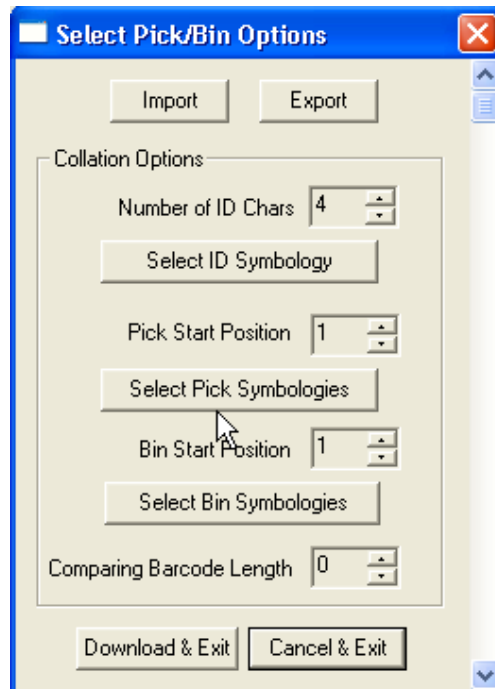 Select Pick/Bin Options
Import Export
Collation Options
Number of ID Chars 4
Select ID Symbology
Pick Start Position 1
Select Pick Symbologies
Bin Start Position 1
Select Bin Symbologies
Comparing Barcode Length 0
Download & Exit Cancel & Exit